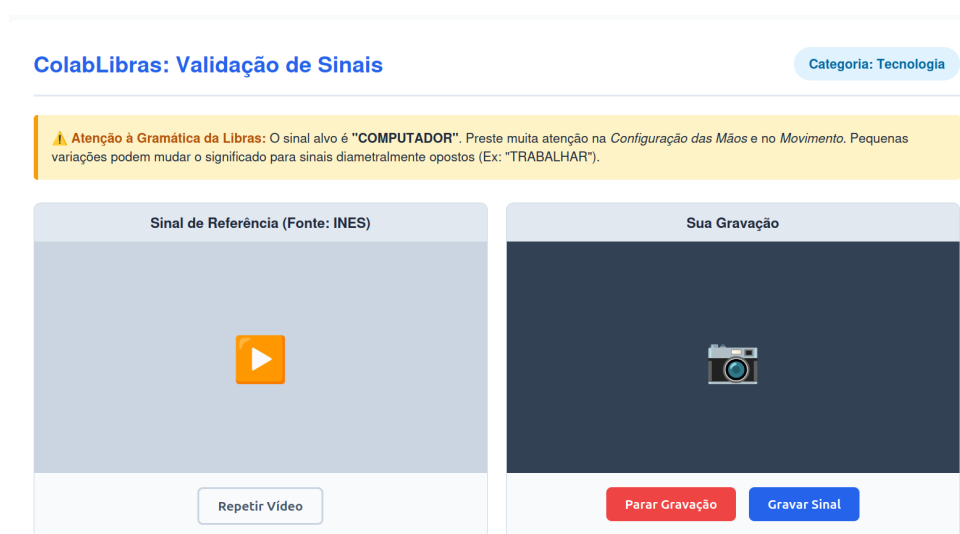 ColabLibras: Validação de Sinais
Categoria: Tecnologia
⚠️ Atenção à Gramática da Libras: O sinal alvo é "COMPUTADOR". Preste muita atenção na Configuração das Mãos e no Movimento. Pequenas
variações podem mudar o significado para sinais diametralmente opostos (Ex: "TRABALHAR").
Sinal de Referência (Fonte: INES)
Sua Gravação
Repetir Vídeo
Parar Gravação
Gravar Sinal